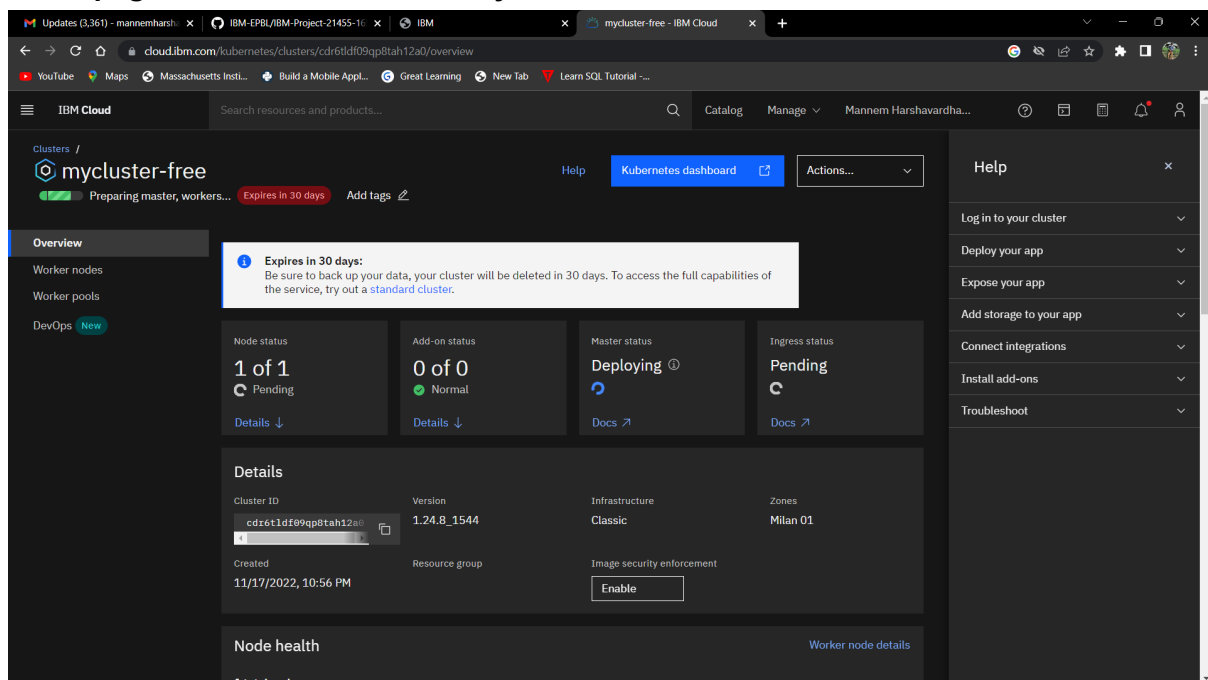 Updates (3,361) - mannemharsha
IBM-EPBL/IBM-Project-21455-16
IBM
mycluster-free - IBM Cloud
cloud.ibm.com/kubernetes/clusters/cdr6tldf09qp8tah12a0/overview
YouTube Maps Massachusetts Insti... Build a Mobile Appl... Great Learning New Tab Learn SQL Tutorial -...
IBM Cloud
Search resources and products...
Catalog Manage Mannem Harshavardha...
Clusters /
mycluster-free
Preparing master, workers... Expires in 30 days Add tags
Help Kubernetes dashboard Actions...
Overview
Worker nodes
Worker pools
DevOps New
Expires in 30 days:
Be sure to back up your data, your cluster will be deleted in 30 days. To access the full capabilities of
the service, try out a standard cluster.
Node status
1 of 1
Pending
Details ↓
Add-on status
0 of 0
Normal
Details ↓
Master status
Deploying
Docs
Ingress status
Pending
Docs
Details
Cluster ID
cdr6tldf09qp8tah12a0
Version
1.24.8_1544
Infrastructure
Classic
Zones
Milan 01
Created
11/17/2022, 10:56 PM
Resource group
Image security enforcement
Enable
Node health
Worker node details
Help
Log in to your cluster
Deploy your app
Expose your app
Add storage to your app
Connect integrations
Install add-ons
Troubleshoot